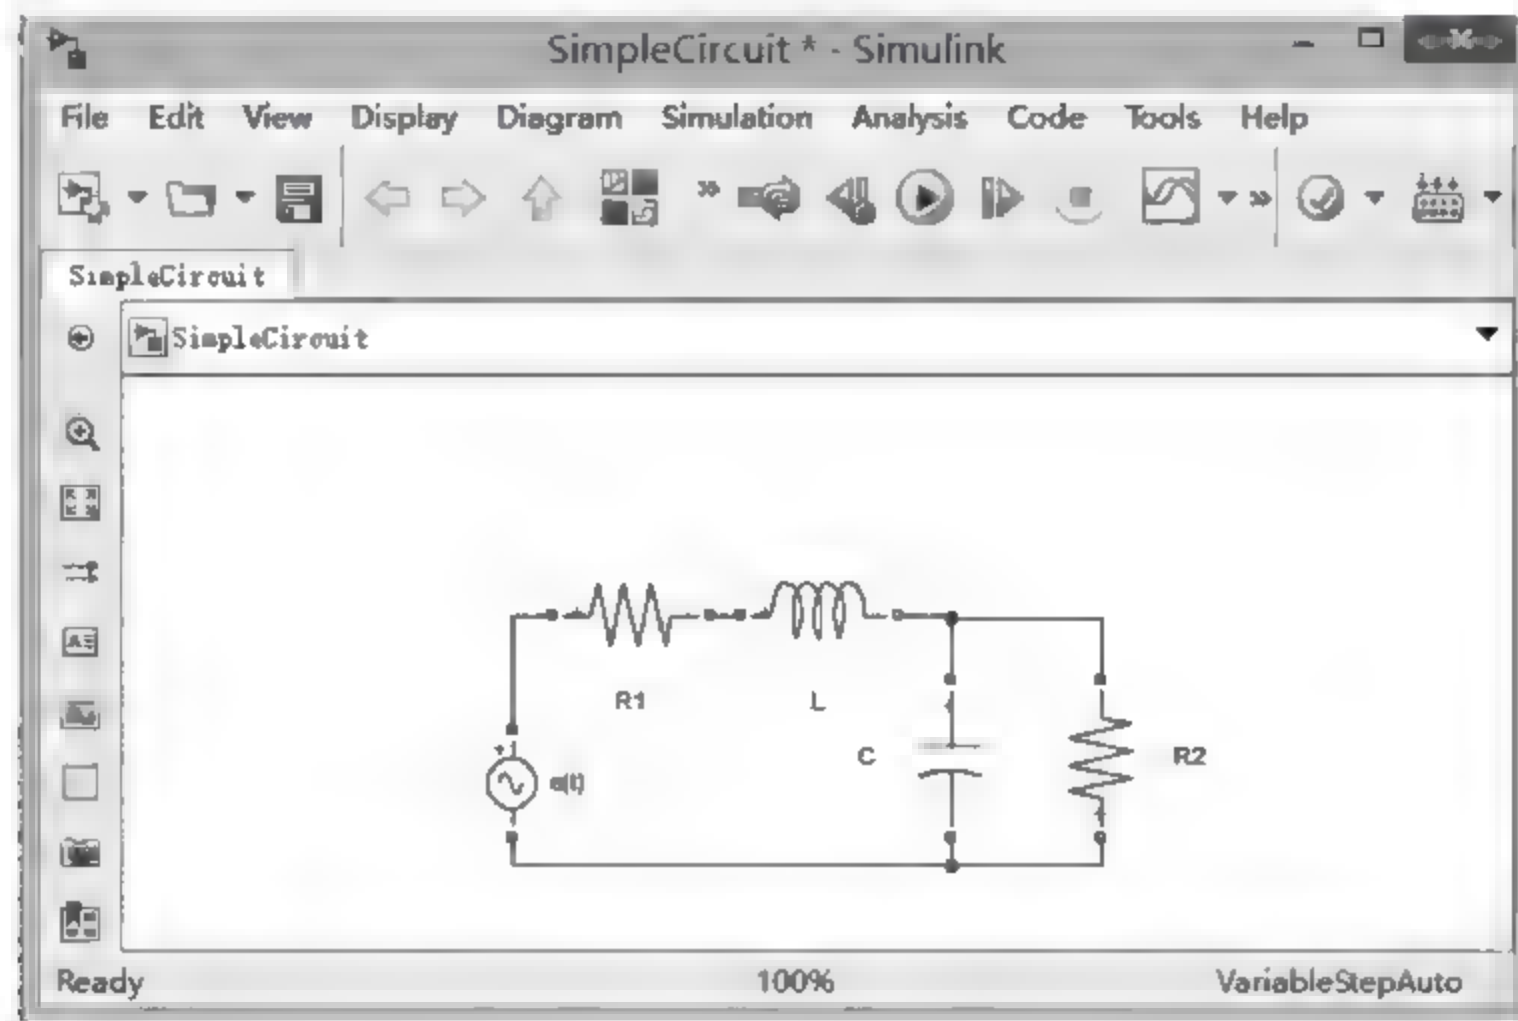 SimpleCircuit * - Simulink
File Edit View Display Diagram Simulation Analysis Code Tools Help
SimpleCircuit
SimpleCircuit
R1 L
C R2
Ready 100% VariableStepAuto